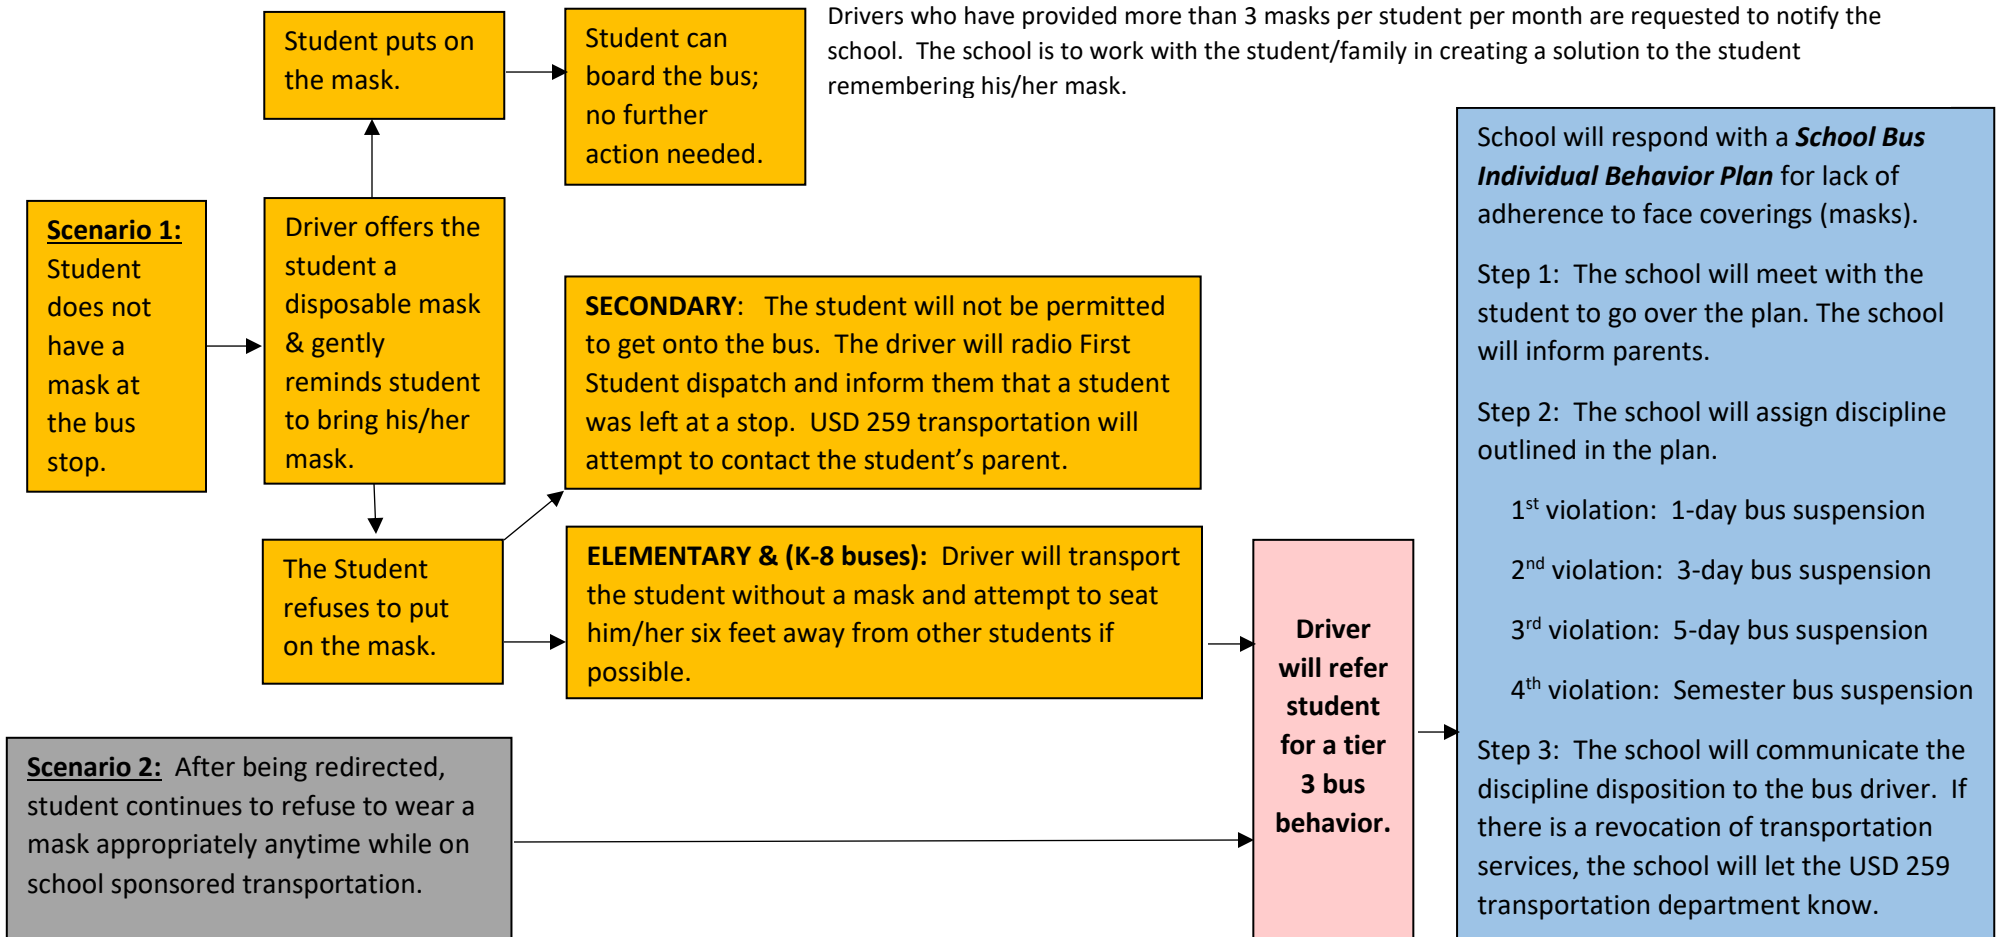 Student puts on
the mask.
Student can
board the bus;
no further
action needed.
Drivers who have provided more than 3 masks per student per month are requested to notify the
school.  The school is to work with the student/family in creating a solution to the student
remembering his/her mask.
Scenario 1:
Student
does not
have a
mask at
the bus
stop.
Driver offers the
student a
disposable mask
& gently
reminds student
to bring his/her
mask.
SECONDARY:   The student will not be permitted
to get onto the bus.  The driver will radio First
Student dispatch and inform them that a student
was left at a stop.  USD 259 transportation will
attempt to contact the student’s parent.
The Student
refuses to put
on the mask.
ELEMENTARY & (K-8 buses):  Driver will transport
the student without a mask and attempt to seat
him/her six feet away from other students if
possible.
Scenario 2:  After being redirected,
student continues to refuse to wear a
mask appropriately anytime while on
school sponsored transportation.
Driver
will refer
student
for a tier
3 bus
behavior.
School will respond with a School Bus
Individual Behavior Plan for lack of
adherence to face coverings (masks).
Step 1:  The school will meet with the
student to go over the plan. The school
will inform parents.
Step 2:  The school will assign discipline
outlined in the plan.
1st violation:  1-day bus suspension
2nd violation:  3-day bus suspension
3rd violation:  5-day bus suspension
4th violation:  Semester bus suspension
Step 3:  The school will communicate the
discipline disposition to the bus driver.  If
there is a revocation of transportation
services, the school will let the USD 259
transportation department know.